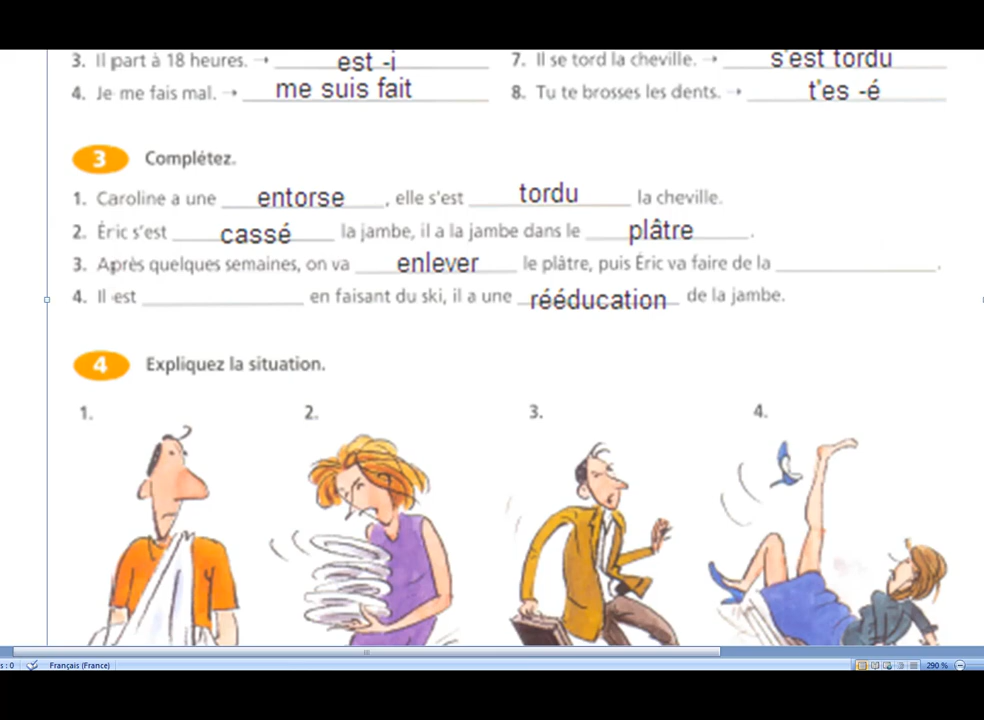 3. Il part à 18 heures. → est -i 7. Il se tord la cheville. → s'est tordu
4. Je me fais mal. → me suis fait 8. Tu te brosses les dents. → t'es -é
3 Complétez.
1. Caroline a une entorse, elle s'est tordu la cheville.
2. Éric s'est cassé la jambe, il a la jambe dans le plâtre.
3. Après quelques semaines, on va enlever le plâtre, puis Éric va faire de la ____.
4. Il est ____ en faisant du ski, il a une rééducation de la jambe.
4 Expliquez la situation.
1. 2. 3. 4.
s : 0 Français (France) 290 %